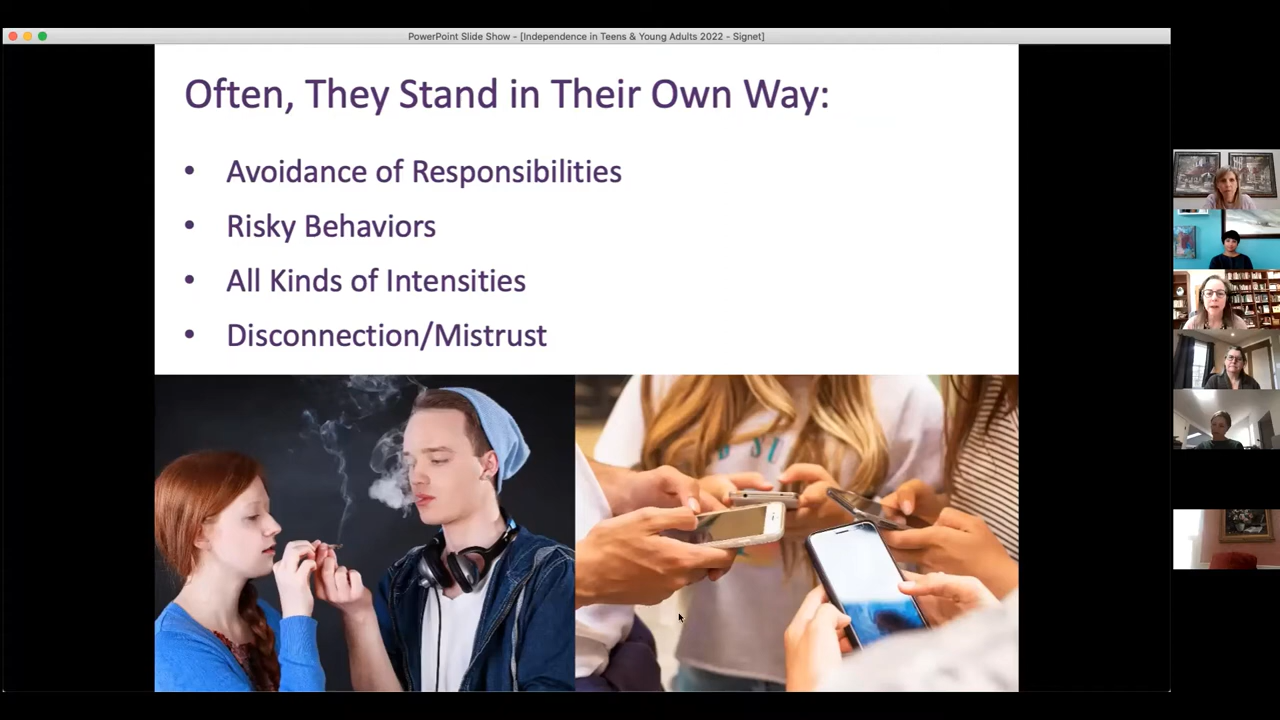 PowerPoint Slide Show - [Independence in Teens & Young Adults 2022 - Signet]
Often, They Stand in Their Own Way:
• Avoidance of Responsibilities
• Risky Behaviors
• All Kinds of Intensities
• Disconnection/Mistrust